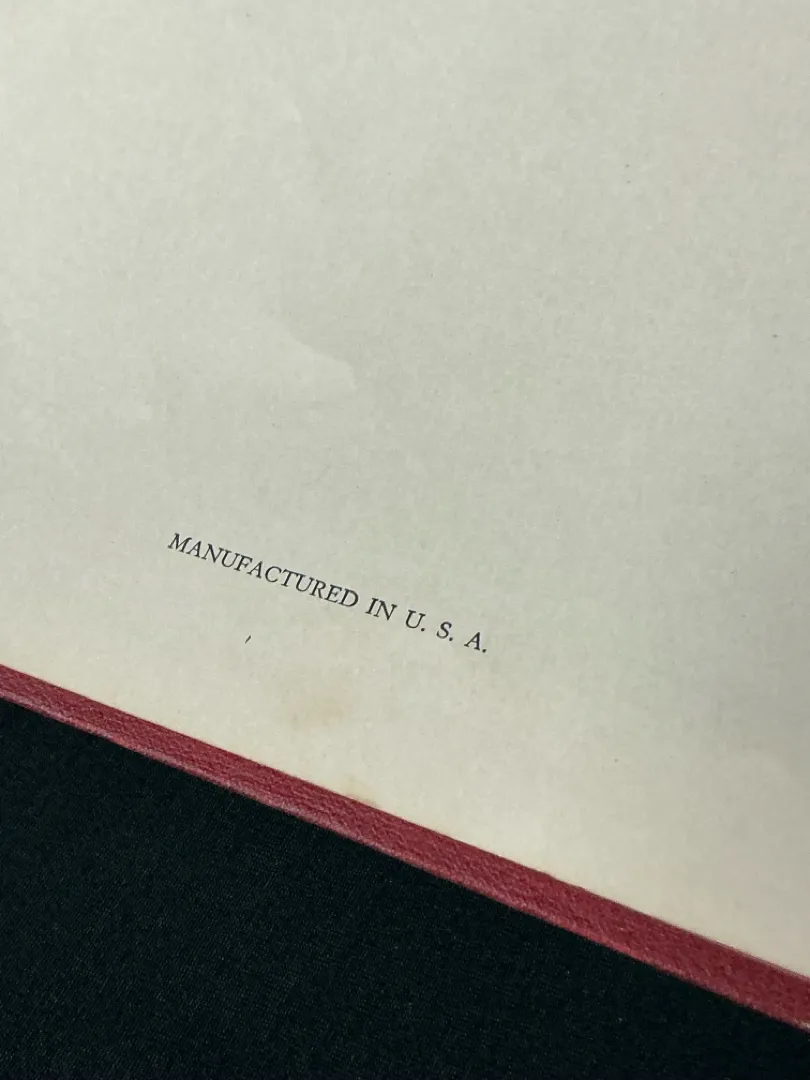 MANUFACTURED IN U. S. A.